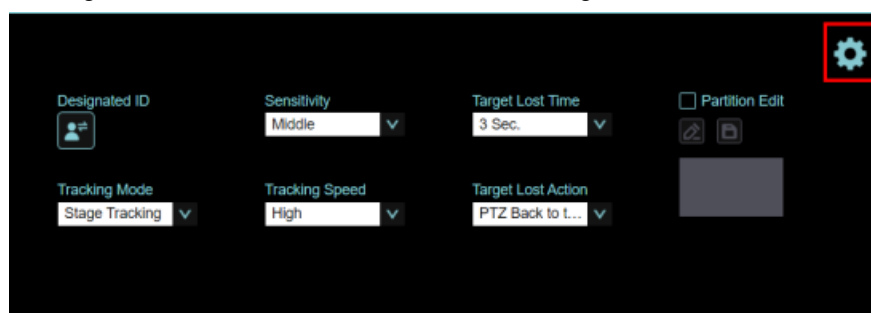 Designated ID
Sensitivity
Middle
Target Lost Time
3 Sec.
Partition Edit
Tracking Mode
Stage Tracking
Tracking Speed
High
Target Lost Action
PTZ Back to t...